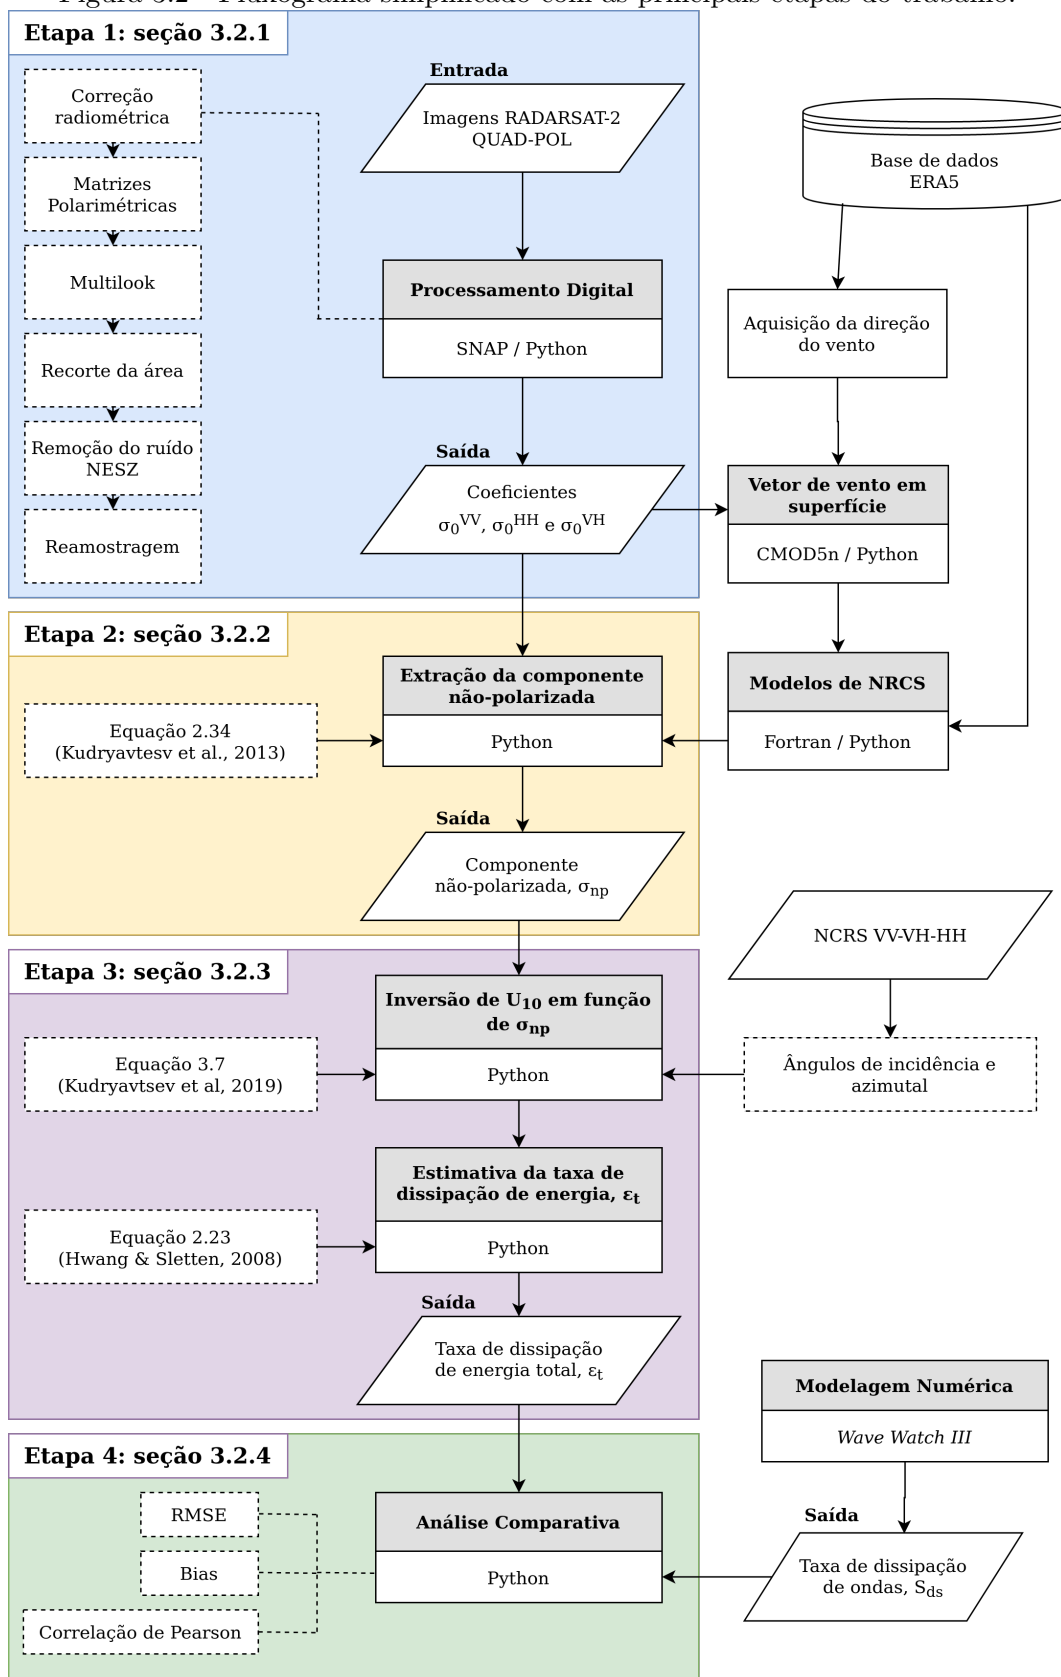 Figura 3.2 - Fluxograma simplificado com as principais etapas do trabalho.
Etapa 1: seção 3.2.1
Correção
radiométrica
Matrizes
Polarimétricas
Multilook
Recorte da área
Remoção do ruído
NESZ
Reamostragem
Entrada
Imagens RADARSAT-2
QUAD-POL
Processamento Digital
SNAP / Python
Saída
Coeficientes
σ₀ⱽⱽ, σ₀ᴴᴴ e σ₀ⱽᴴ
Base de dados
ERA5
Aquisição da direção
do vento
Vetor de vento em
superfície
CMOD5n / Python
Modelos de NRCS
Fortran / Python
Etapa 2: seção 3.2.2
Equação 2.34
(Kudryavtesv et al., 2013)
Extração da componente
não-polarizada
Python
Saída
Componente
não-polarizada, σnp
Etapa 3: seção 3.2.3
Equação 3.7
(Kudryavtsev et al, 2019)
Inversão de U₁₀ em função
de σnp
Python
NCRS VV-VH-HH
Ângulos de incidência e
azimutal
Equação 2.23
(Hwang & Sletten, 2008)
Estimativa da taxa de
dissipação de energia, εt
Python
Saída
Taxa de dissipação
de energia total, εt
Etapa 4: seção 3.2.4
RMSE
Bias
Correlação de Pearson
Análise Comparativa
Python
Modelagem Numérica
Wave Watch III
Saída
Taxa de dissipação
de ondas, Sds